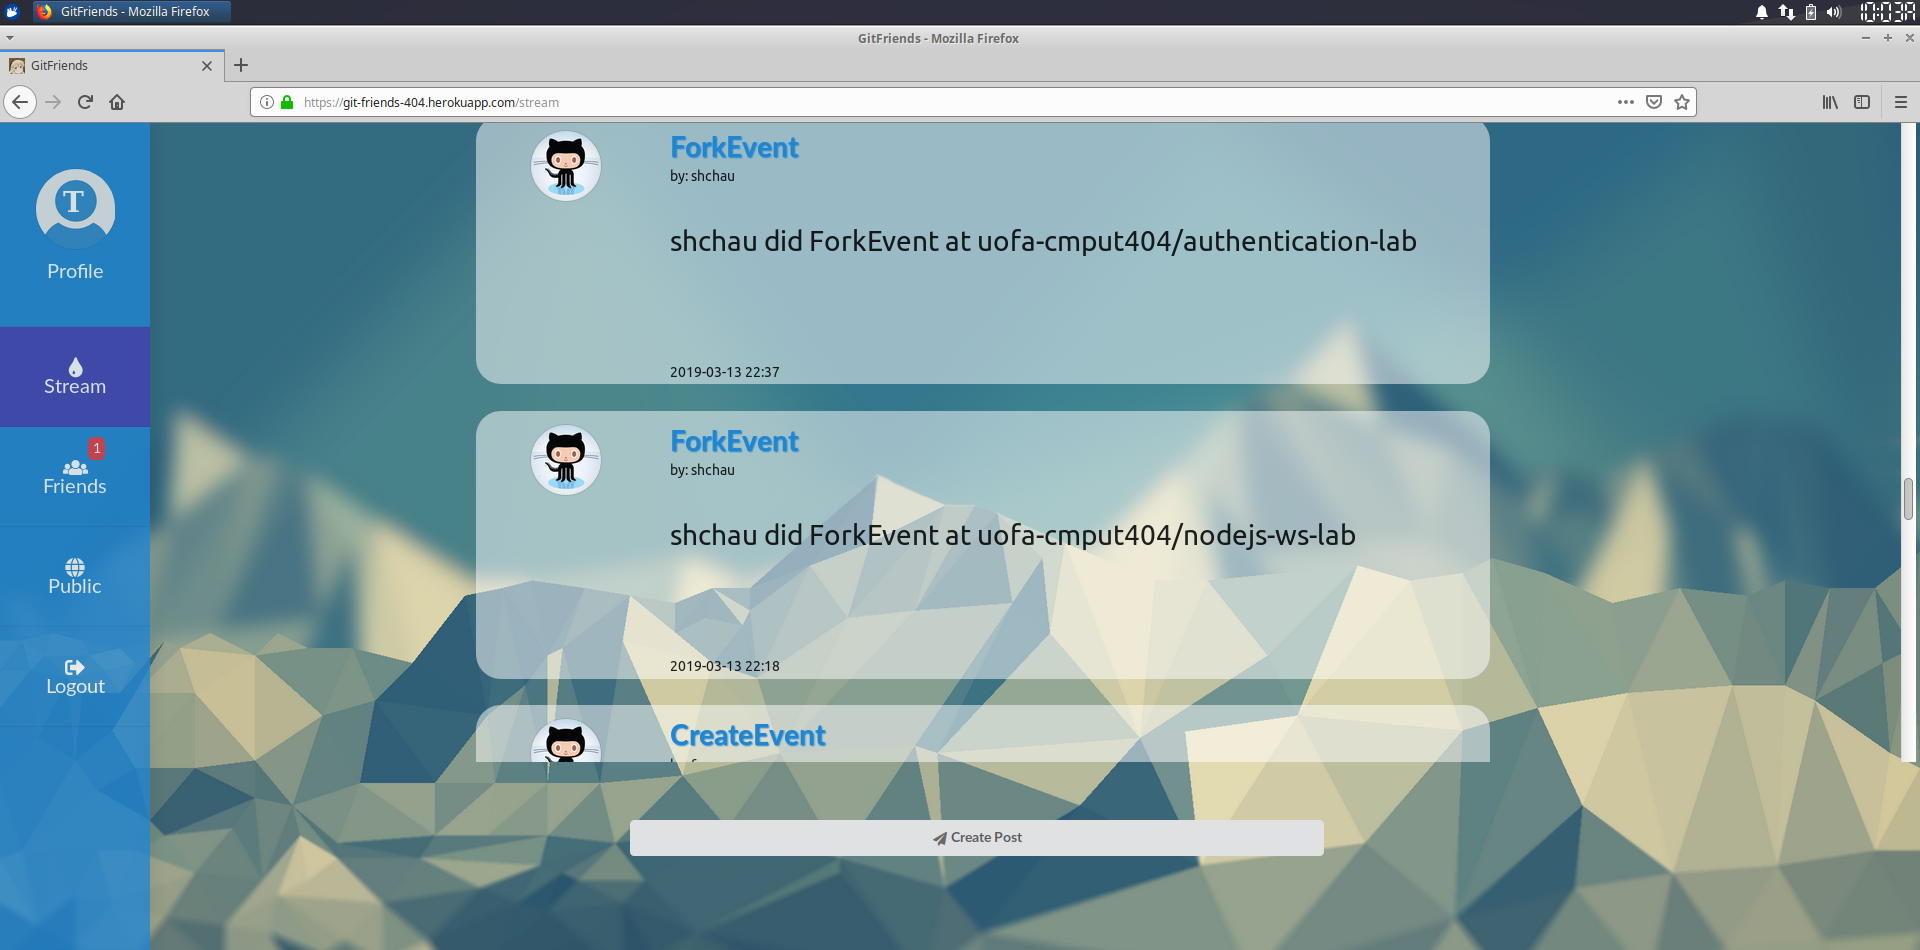 GitFriends - Mozilla Firefox
10:03A
GitFriends - Mozilla Firefox
GitFriends
https://git-friends-404.herokuapp.com/stream
T
Profile
Stream
1
Friends
Public
Logout
ForkEvent
by: shchau
shchau did ForkEvent at uofa-cmput404/authentication-lab
2019-03-13 22:37
ForkEvent
by: shchau
shchau did ForkEvent at uofa-cmput404/nodejs-ws-lab
2019-03-13 22:18
CreateEvent
Create Post